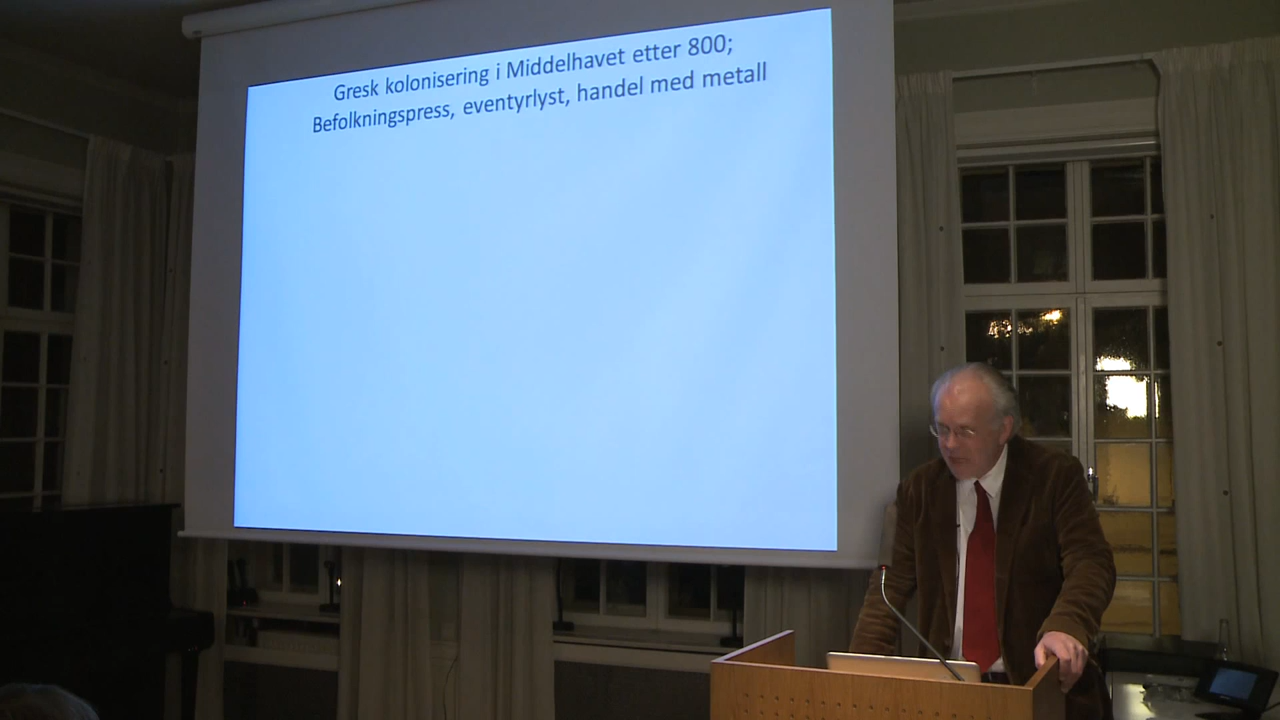 Gresk kolonisering i Middelhavet etter 800;
Befolkningspress, eventyrlyst, handel med metall